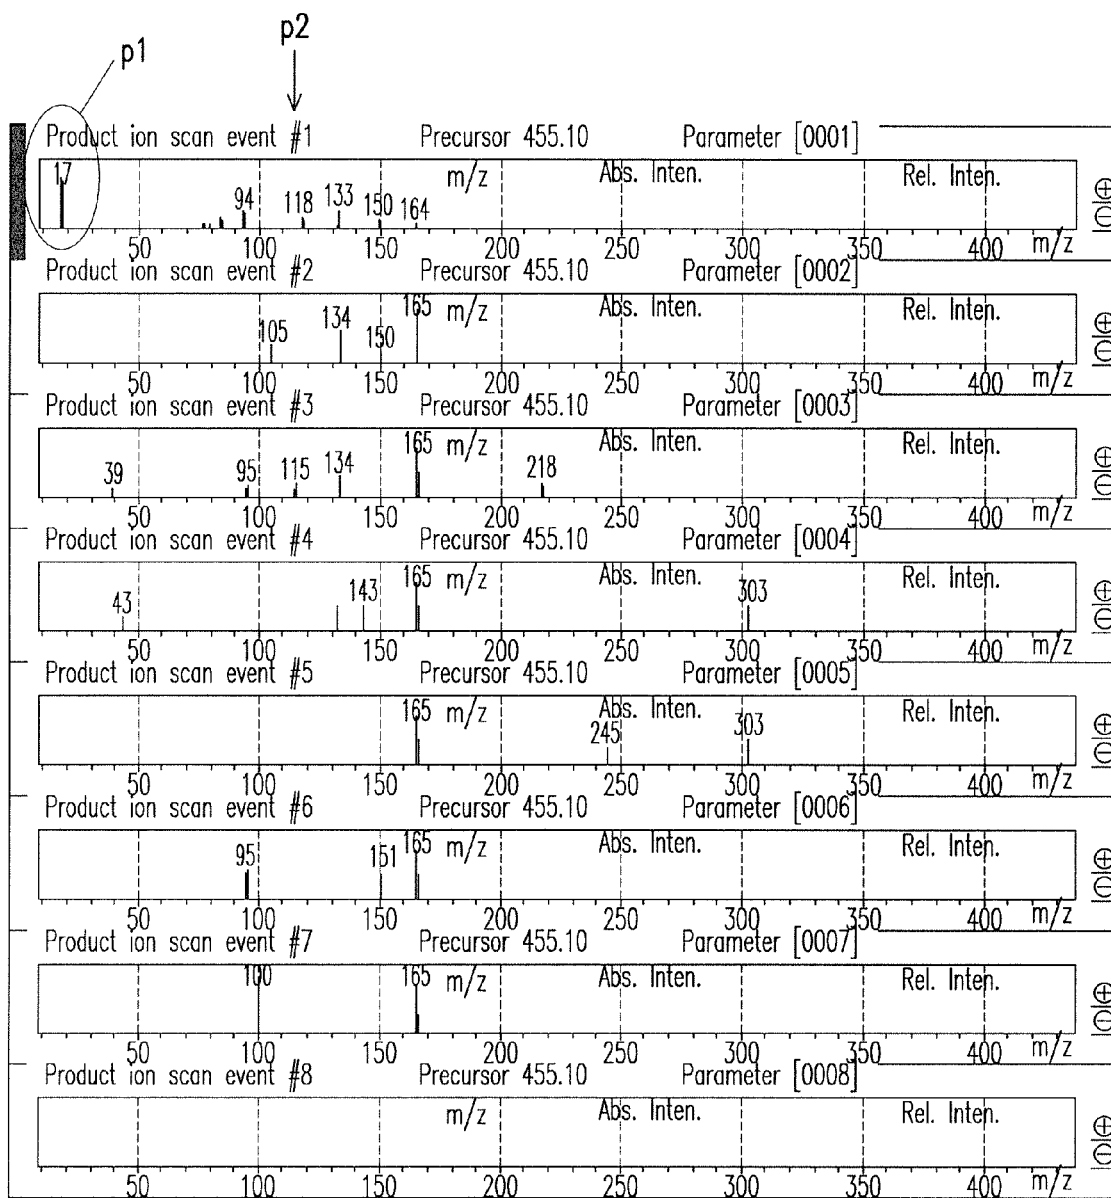 p2
p1
Product ion scan event #1 Precursor 455.10 Parameter [0001]
17 m/z Abs. Inten. Rel. Inten.
94 118 133 150 164
50 100 150 200 250 300 350 400 m/z
Product ion scan event #2 Precursor 455.10 Parameter [0002]
165 m/z Abs. Inten. Rel. Inten.
105 134 150
50 100 150 200 250 300 350 400 m/z
Product ion scan event #3 Precursor 455.10 Parameter [0003]
165 m/z Abs. Inten. Rel. Inten.
39 95 115 134 218
50 100 150 200 250 300 350 400 m/z
Product ion scan event #4 Precursor 455.10 Parameter [0004]
165 m/z Abs. Inten. Rel. Inten.
43 143 303
50 100 150 200 250 300 350 400 m/z
Product ion scan event #5 Precursor 455.10 Parameter [0005]
165 m/z Abs. Inten. Rel. Inten.
245 303
50 100 150 200 250 300 350 400 m/z
Product ion scan event #6 Precursor 455.10 Parameter [0006]
165 m/z Abs. Inten. Rel. Inten.
95 151
50 100 150 200 250 300 350 400 m/z
Product ion scan event #7 Precursor 455.10 Parameter [0007]
100 165 m/z Abs. Inten. Rel. Inten.
50 100 150 200 250 300 350 400 m/z
Product ion scan event #8 Precursor 455.10 Parameter [0008]
m/z Abs. Inten. Rel. Inten.
50 100 150 200 250 300 350 400 m/z